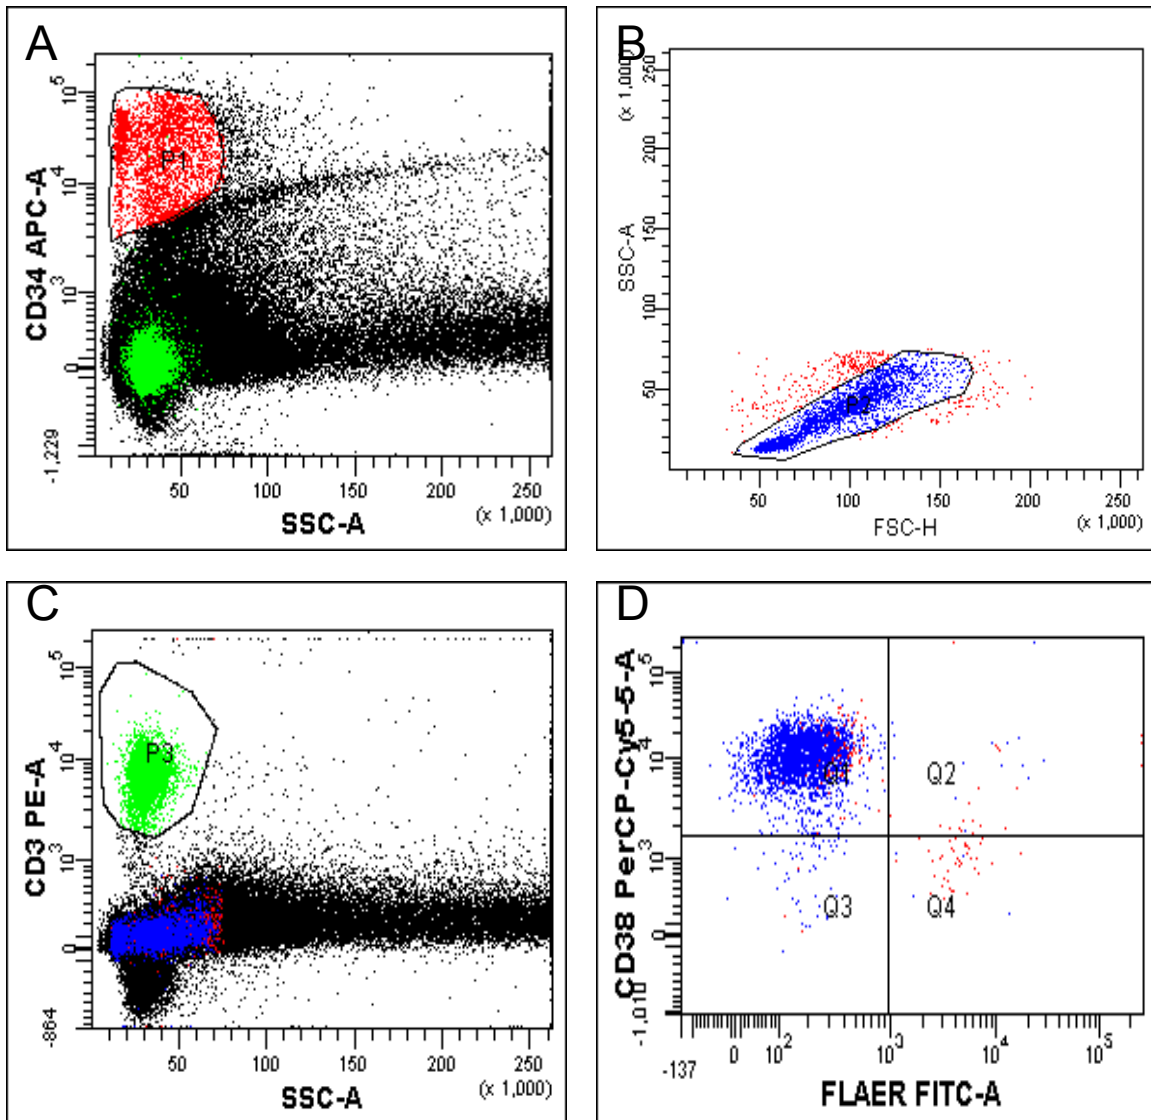 A
CD34 APC-A
10^5
10^4
10^3
0
-1,229
P1
50 100 150 200 250
(x 1,000)
SSC-A
B
(x 1,000)
SSC-A
250
200
150
100
50
P2
50 100 150 200 250
(x 1,000)
FSC-H
C
CD3 PE-A
10^5
10^4
10^3
0
-864
P3
50 100 150 200 250
(x 1,000)
SSC-A
D
CD38 PerCP-Cy5-5-A
10^5
10^4
10^3
0
Q1 Q2
Q3 Q4
-137 0 10^2 10^3 10^4 10^5
FLAER FITC-A